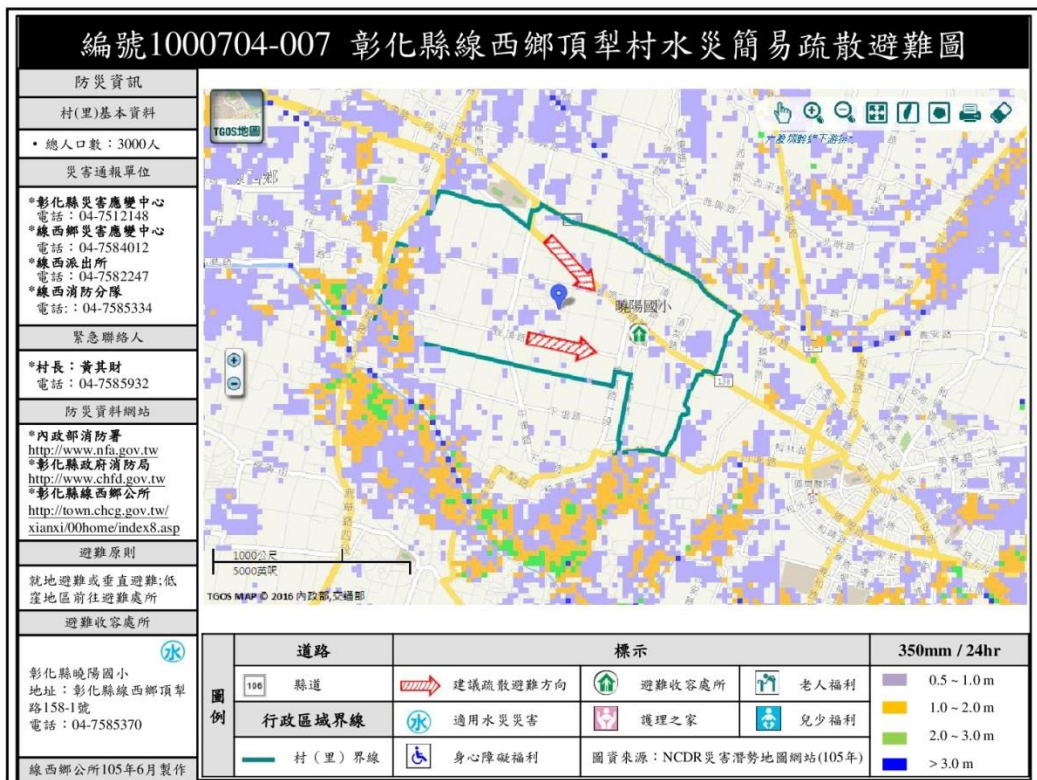 編號1000704-007 彰化縣線西鄉頂犁村水災簡易疏散避難圖
防災資訊
村(里)基本資料
• 總人口數：3000人
災害通報單位
*彰化縣災害應變中心
電話：04-7512148
*線西鄉災害應變中心
電話：04-7584012
*線西派出所
電話：04-7582247
*線西消防分隊
電話:：04-7585334
緊急聯絡人
*村長：黃其財
電話：04-7585932
防災資料網站
*內政部消防署
http://www.nfa.gov.tw
*彰化縣政府消防局
http://www.chfd.gov.tw
*彰化縣線西鄉公所
http://town.chcg.gov.tw/
xianxi/00home/index8.asp
避難原則
就地避難或垂直避難;低
窪地區前往避難處所
避難收容處所
水
彰化縣曉陽國小
地址：彰化縣線西鄉頂犁
路158-1號
電話：04-7585370
線西鄉公所105年6月製作
TGOS地圖
曉陽國小
1000公尺
5000英呎
TGOS MAP © 2016 內政部,交通部
圖例
道路
標示
350mm / 24hr
106
縣道
建議疏散避難方向
避難收容處所
老人福利
0.5 ~ 1.0 m
行政區域界線
水
適用水災災害
護理之家
兒少福利
1.0 ~ 2.0 m
村（里）界線
身心障礙福利
圖資來源：NCDR災害潛勢地圖網站(105年)
2.0 ~ 3.0 m
> 3.0 m